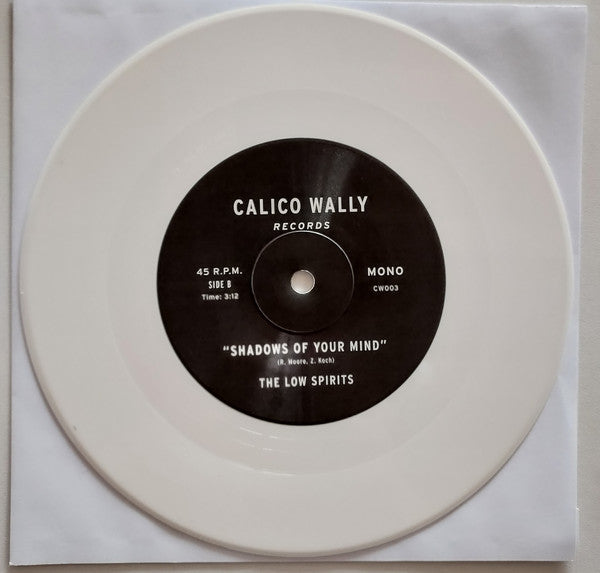 CALICO WALLY
RECORDS
45 R.P.M.
SIDE B
Time: 3:12
MONO
CW003
"SHADOWS OF YOUR MIND"
(R. Moore, Z. Koch)
THE LOW SPIRITS